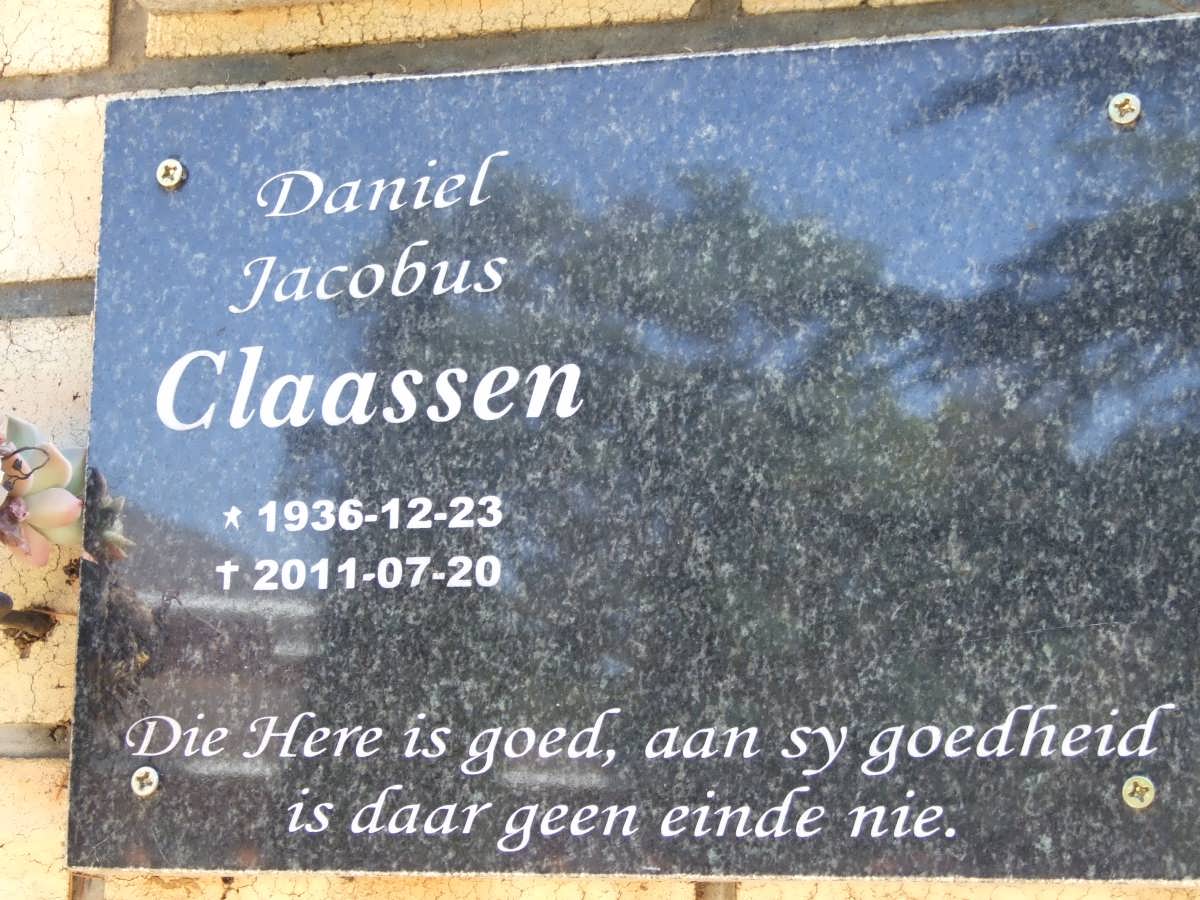 Daniel
Jacobus
Claassen
★ 1936-12-23
✝ 2011-07-20
Die Here is goed, aan sy goedheid
is daar geen einde nie.